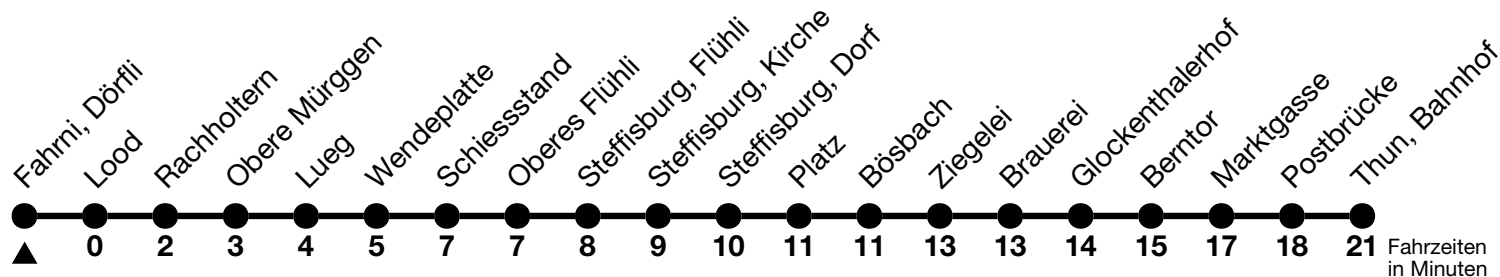 Fahrni, Dörfli
Lood
Rachholtern
Obere Mürggen
Lueg
Wendeplatte
Schiessstand
Oberes Flühli
Steffisburg, Flühli
Steffisburg, Kirche
Steffisburg, Dorf
Platz
Bösbach
Ziegelei
Brauerei
Glockenthalerhof
Berntor
Marktgasse
Postbrücke
Thun, Bahnhof
0 2 3 4 5 7 7 8 9 10 11 11 13 13 14 15 17 18 21
Fahrzeiten
in Minuten